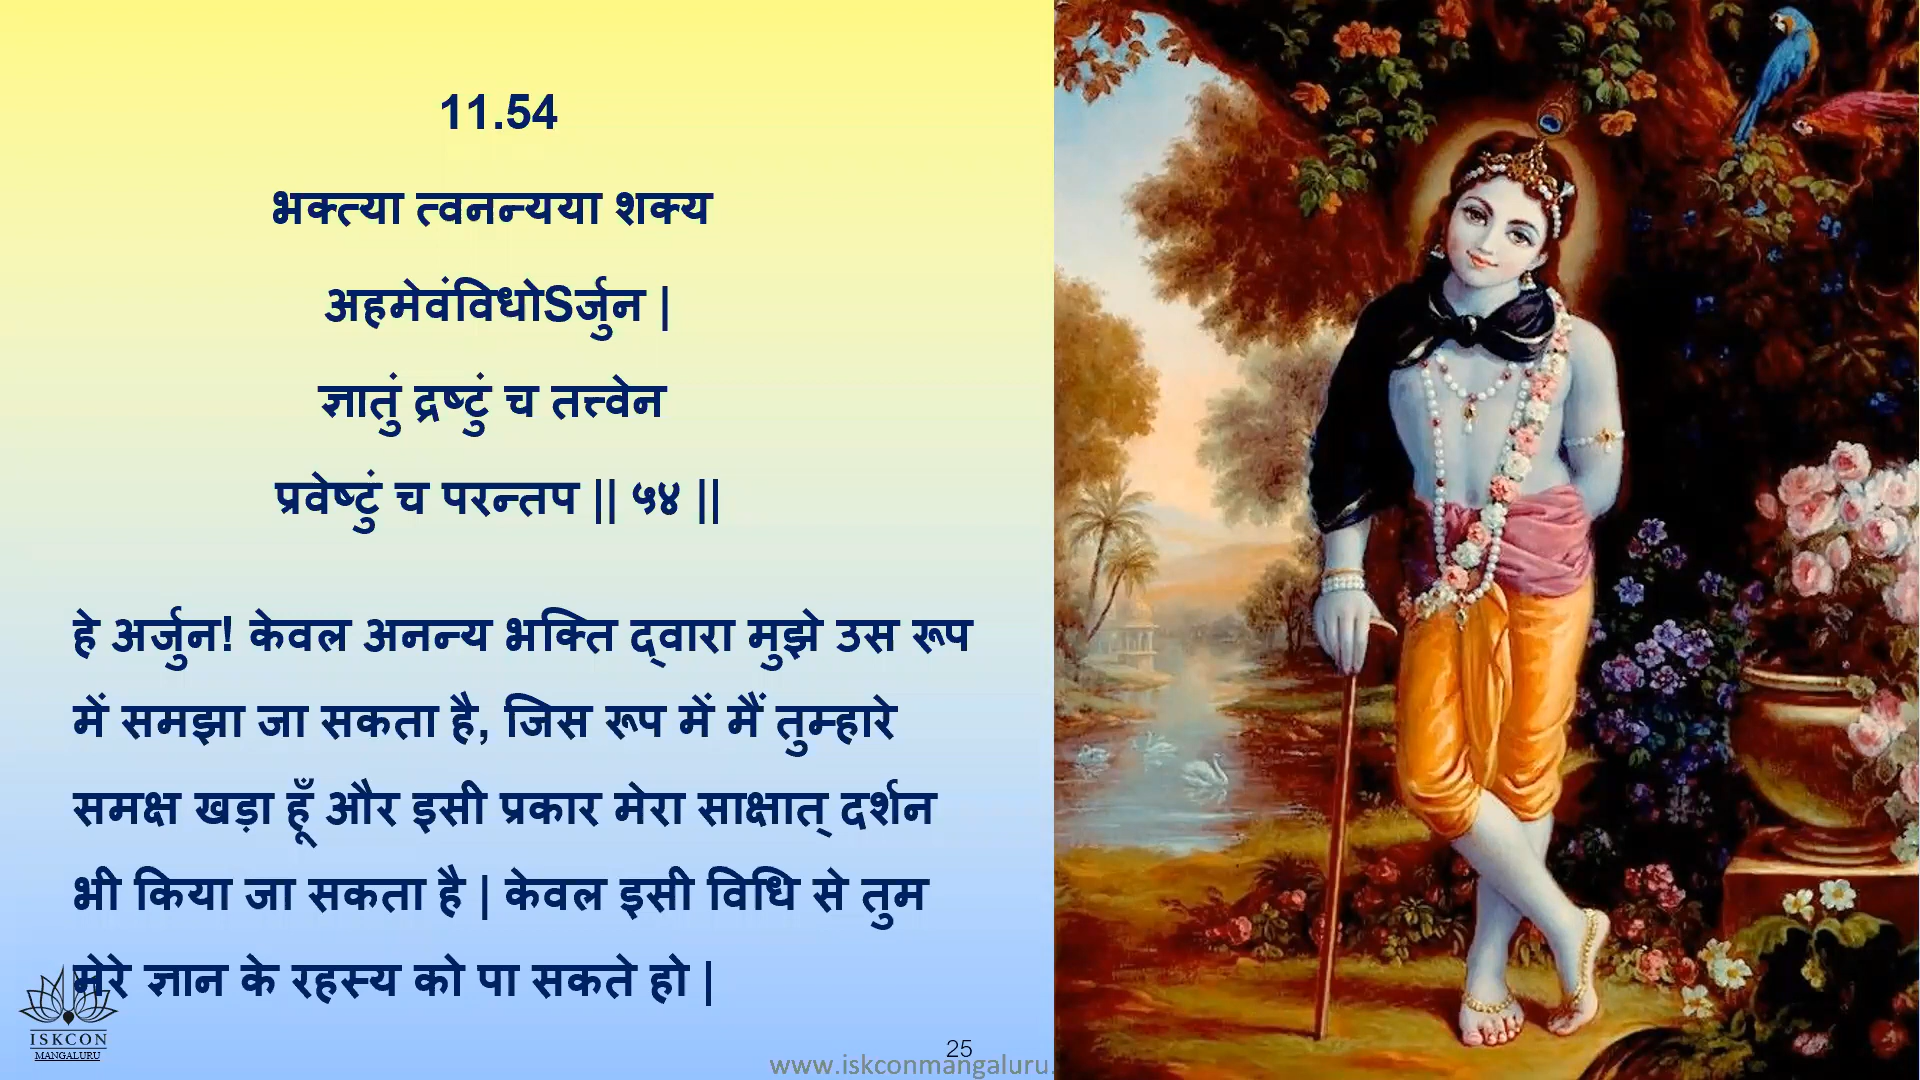 11.54
भक्त्या त्वनन्यया शक्य
अहमेवंविधोSर्जुन |
ज्ञातुं द्रष्टुं च तत्त्वेन
प्रवेष्टुं च परन्तप || ५४ ||
हे अर्जुन! केवल अनन्य भक्ति द्वारा मुझे उस रूप
में समझा जा सकता है, जिस रूप में मैं तुम्हारे
समक्ष खड़ा हूँ और इसी प्रकार मेरा साक्षात् दर्शन
भी किया जा सकता है | केवल इसी विधि से तुम
मेरे ज्ञान के रहस्य को पा सकते हो |
ISKCON
MANGALURU
25
www.iskconmangaluru.